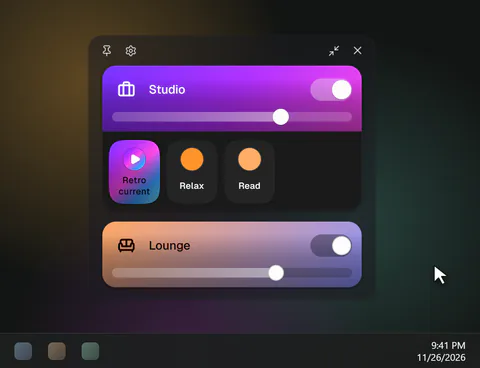 Studio
Retro
current
Relax
Read
Lounge
9:41 PM
11/26/2026